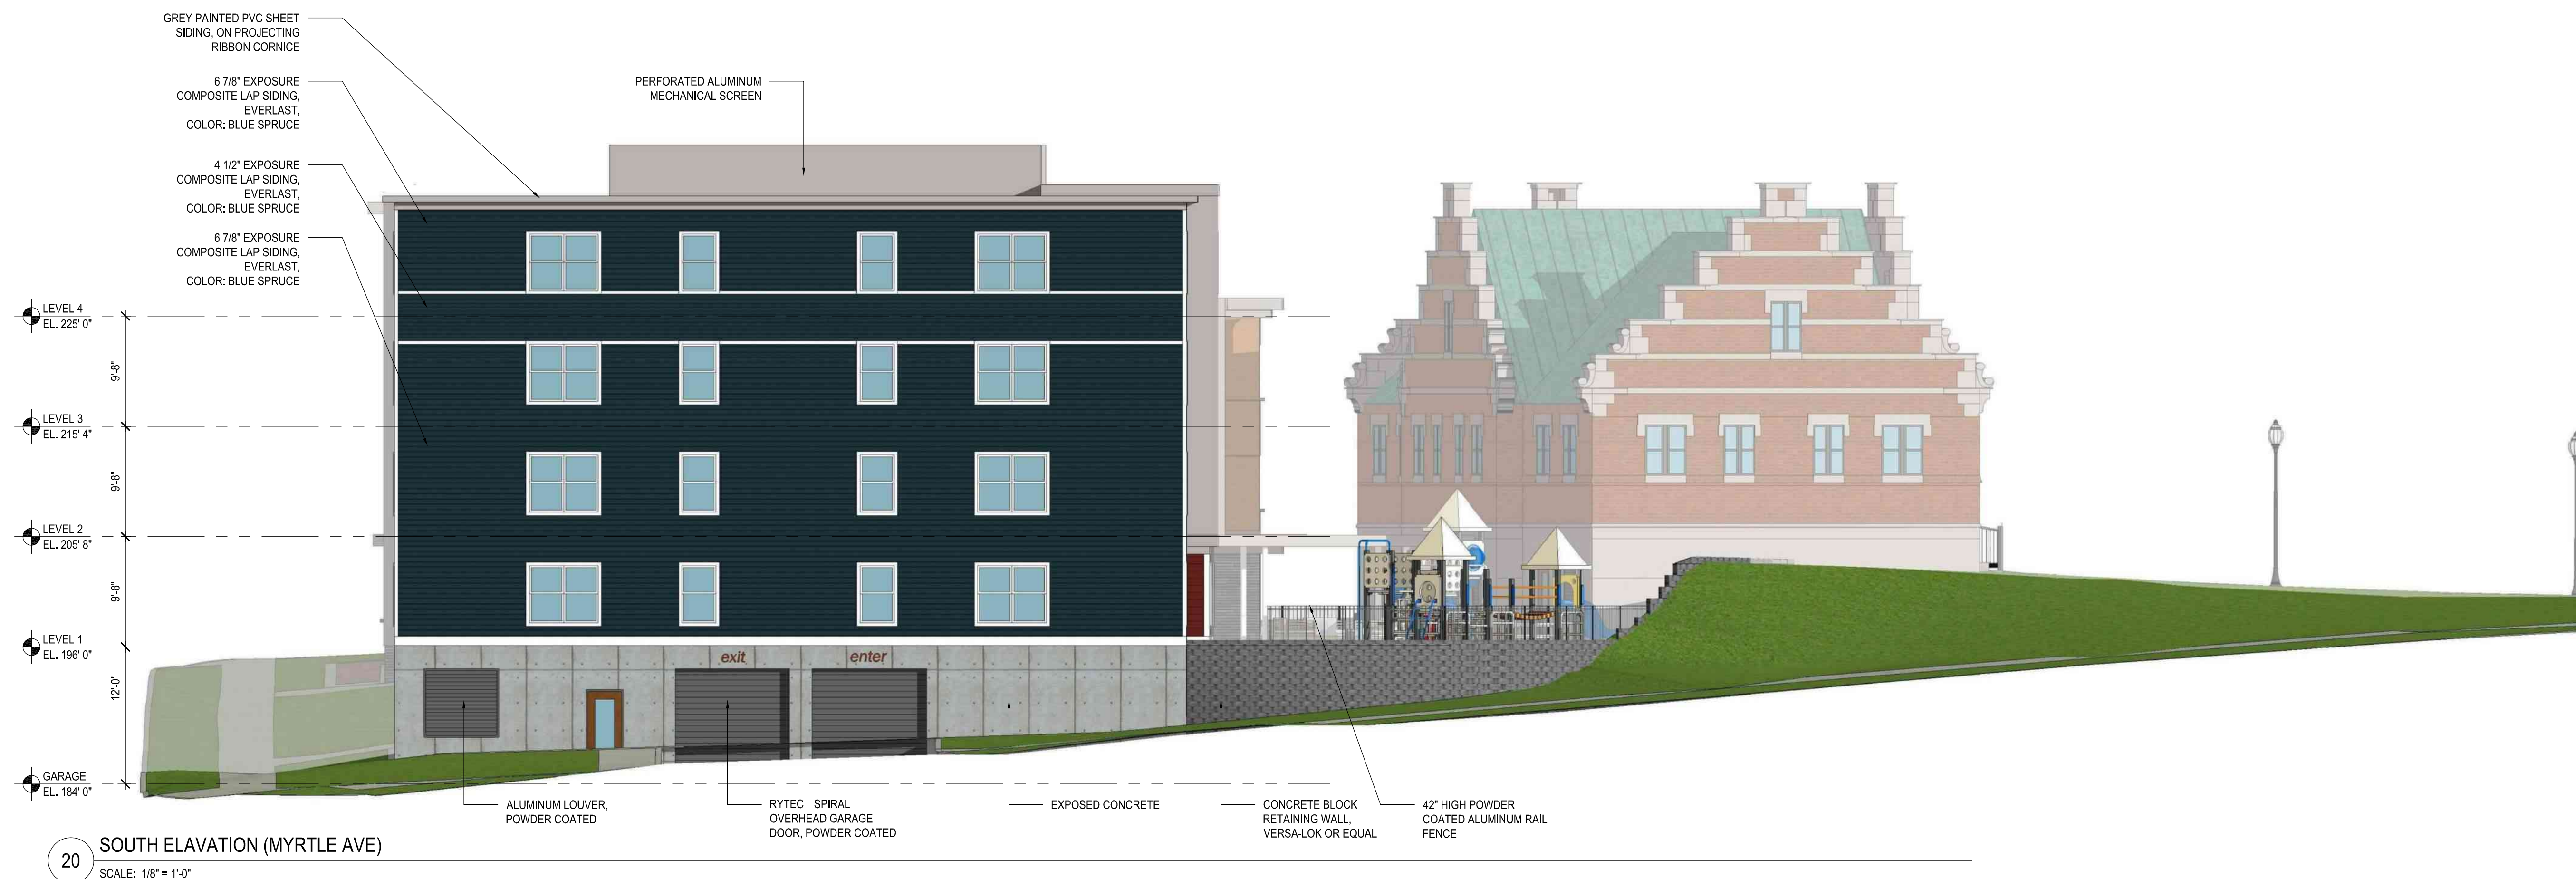 GREY PAINTED PVC SHEET
SIDING, ON PROJECTING
RIBBON CORNICE
6 7/8" EXPOSURE
COMPOSITE LAP SIDING,
EVERLAST,
COLOR: BLUE SPRUCE
4 1/2" EXPOSURE
COMPOSITE LAP SIDING,
EVERLAST,
COLOR: BLUE SPRUCE
6 7/8" EXPOSURE
COMPOSITE LAP SIDING,
EVERLAST,
COLOR: BLUE SPRUCE
PERFORATED ALUMINUM
MECHANICAL SCREEN
LEVEL 4
EL. 225' 0"
9'-8"
LEVEL 3
EL. 215' 4"
9'-8"
LEVEL 2
EL. 205' 8"
9'-8"
LEVEL 1
EL. 196' 0"
12'-0"
GARAGE
EL. 184' 0"
exit
enter
ALUMINUM LOUVER,
POWDER COATED
RYTEC SPIRAL
OVERHEAD GARAGE
DOOR, POWDER COATED
EXPOSED CONCRETE
CONCRETE BLOCK
RETAINING WALL,
VERSA-LOK OR EQUAL
42" HIGH POWDER
COATED ALUMINUM RAIL
FENCE
20
SOUTH ELAVATION (MYRTLE AVE)
SCALE: 1/8" = 1'-0"